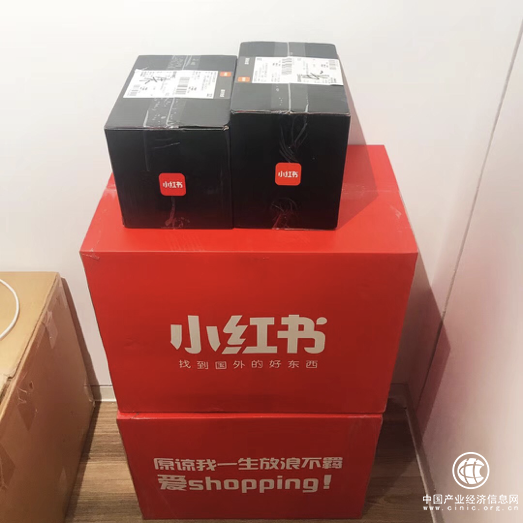 小红书
小红书
小红书
找到国外的好东西
原谅我一生放浪不羁
爱shopping!
中国产业经济信息网
www.cinic.org.cn